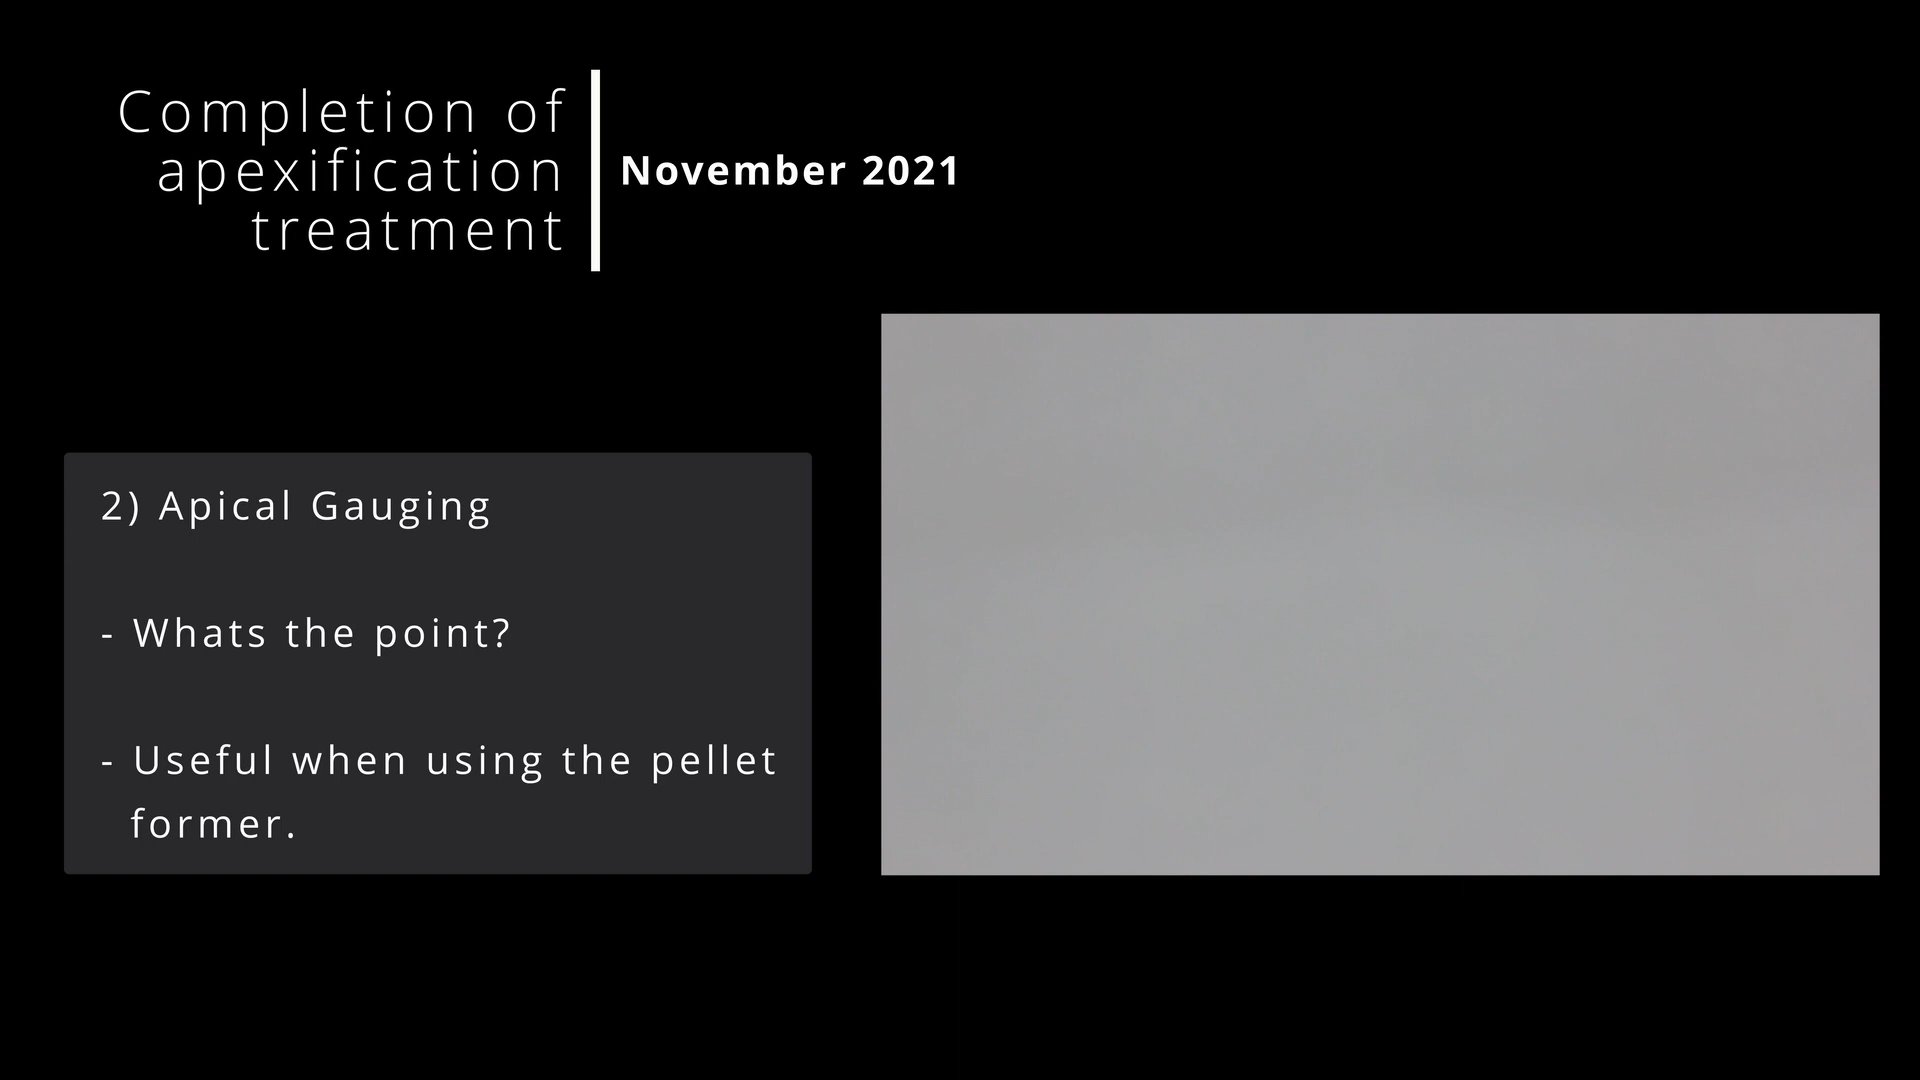 Completion of
apexification
treatment
November 2021
2) Apical Gauging
- Whats the point?
- Useful when using the pellet
former.